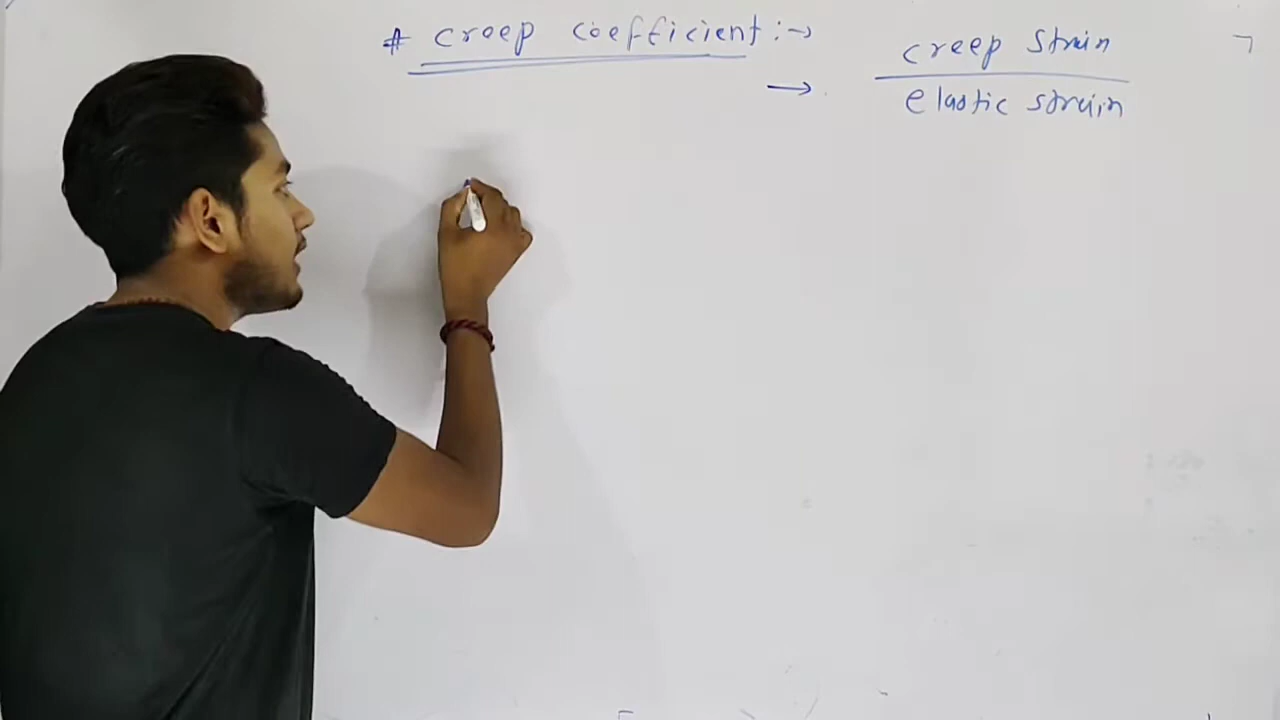 # creep coefficient :→ creep strain
→ elastic strain